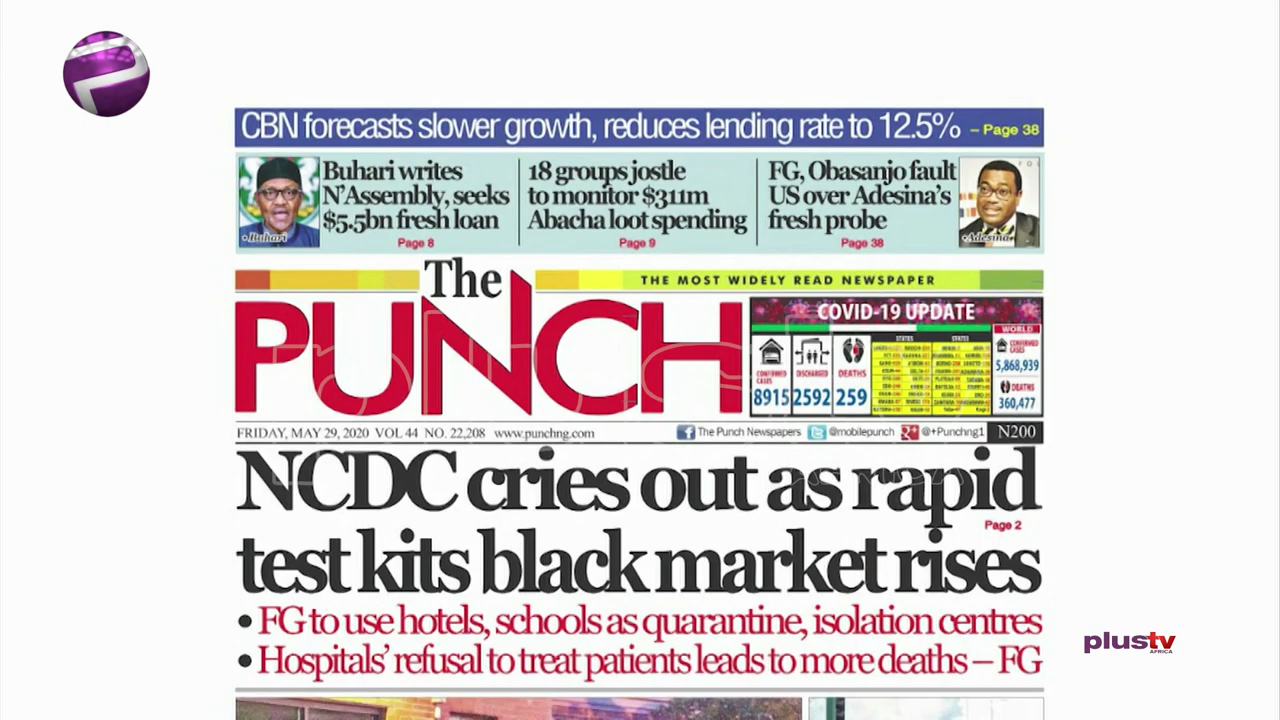 CBN forecasts slower growth, reduces lending rate to 12.5% – Page 38
Buhari writes
N'Assembly, seeks
$5.5bn fresh loan
Page 8
•Buhari
18 groups jostle
to monitor $311m
Abacha loot spending
Page 9
FG, Obasanjo fault
US over Adesina's
fresh probe
Page 38
•Adesina
The
PUNCH
THE MOST WIDELY READ NEWSPAPER
COVID-19 UPDATE
CONFIRMED
CASES
8915
DISCHARGED
2592
DEATHS
259
STATES
STATES
WORLD
CONFIRMED
CASES
5,868,939
DEATHS
360,477
FRIDAY, MAY 29, 2020 VOL 44 NO. 22,208 www.punchng.com
The Punch Newspapers @mobilepunch @+Punchng1 N200
NCDC cries out as rapid
Page 2
test kits black market rises
• FG to use hotels, schools as quarantine, isolation centres
• Hospitals' refusal to treat patients leads to more deaths – FG
plustv
AFRICA